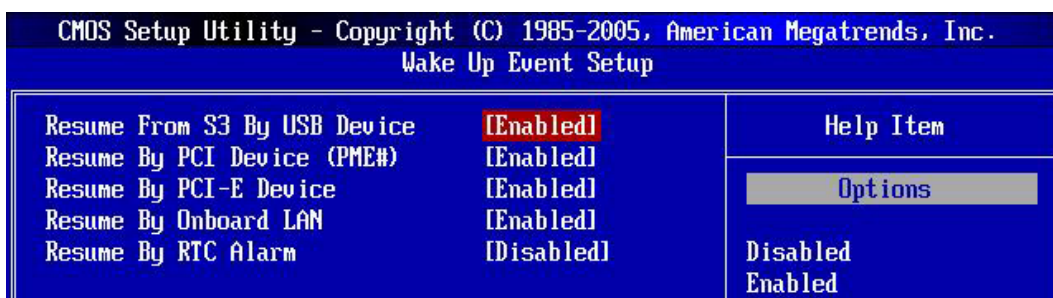 CMOS Setup Utility - Copyright (C) 1985-2005, American Megatrends, Inc.
Wake Up Event Setup
Resume From S3 By USB Device [Enabled]
Resume By PCI Device (PME#) [Enabled]
Resume By PCI-E Device [Enabled]
Resume By Onboard LAN [Enabled]
Resume By RTC Alarm [Disabled]
Help Item
Options
Disabled
Enabled